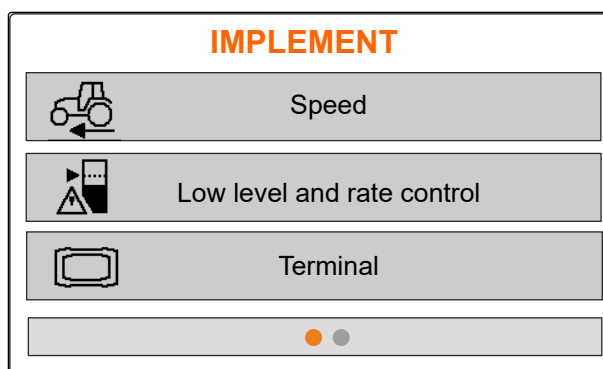 IMPLEMENT
Speed
Low level and rate control
Terminal